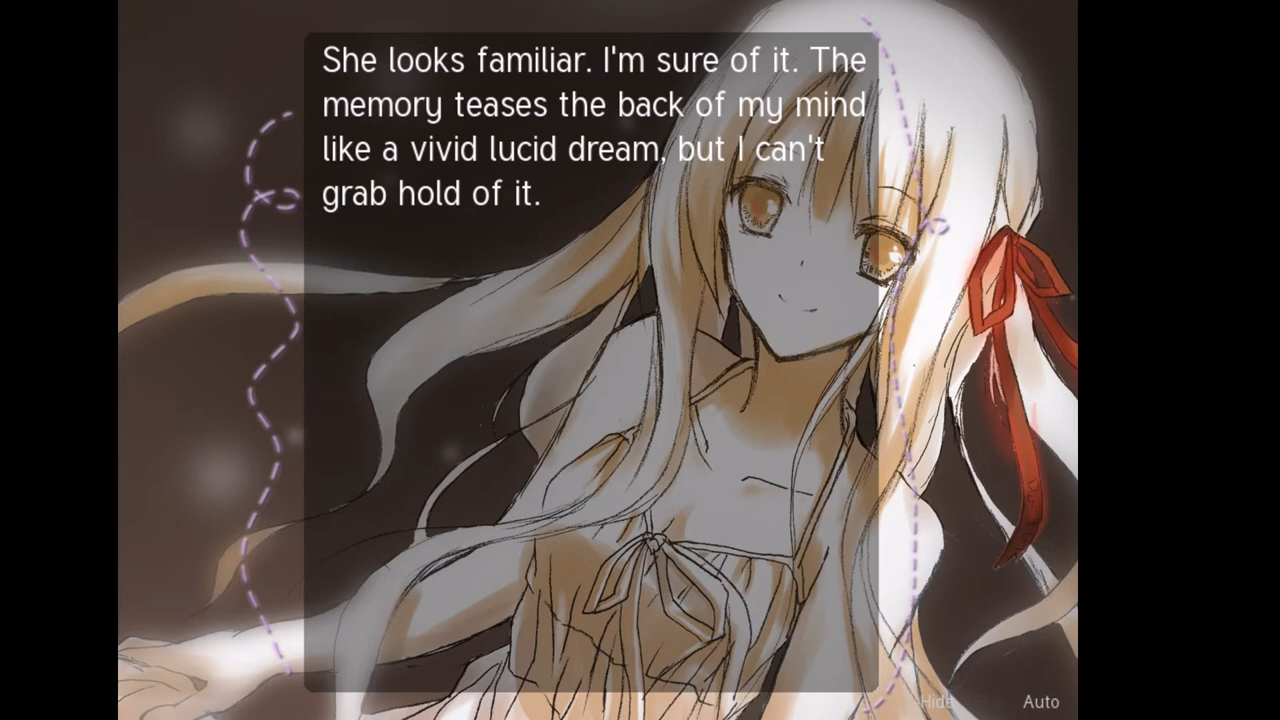 She looks familiar. I'm sure of it. The
memory teases the back of my mind
like a vivid lucid dream, but I can't
grab hold of it.
Hide
Auto